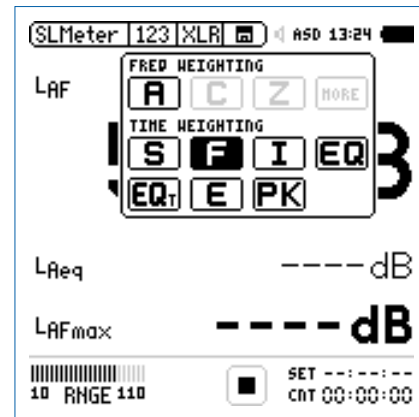 SLMeter 123 XLR ASD 13:24
LAF
FREQ WEIGHTING
A C Z MORE
TIME WEIGHTING
S F I EQ
EQT E PK
LAeq ----dB
LAFmax ----dB
SET --:--:--
10 RNGE 110 CNT 00:00:00